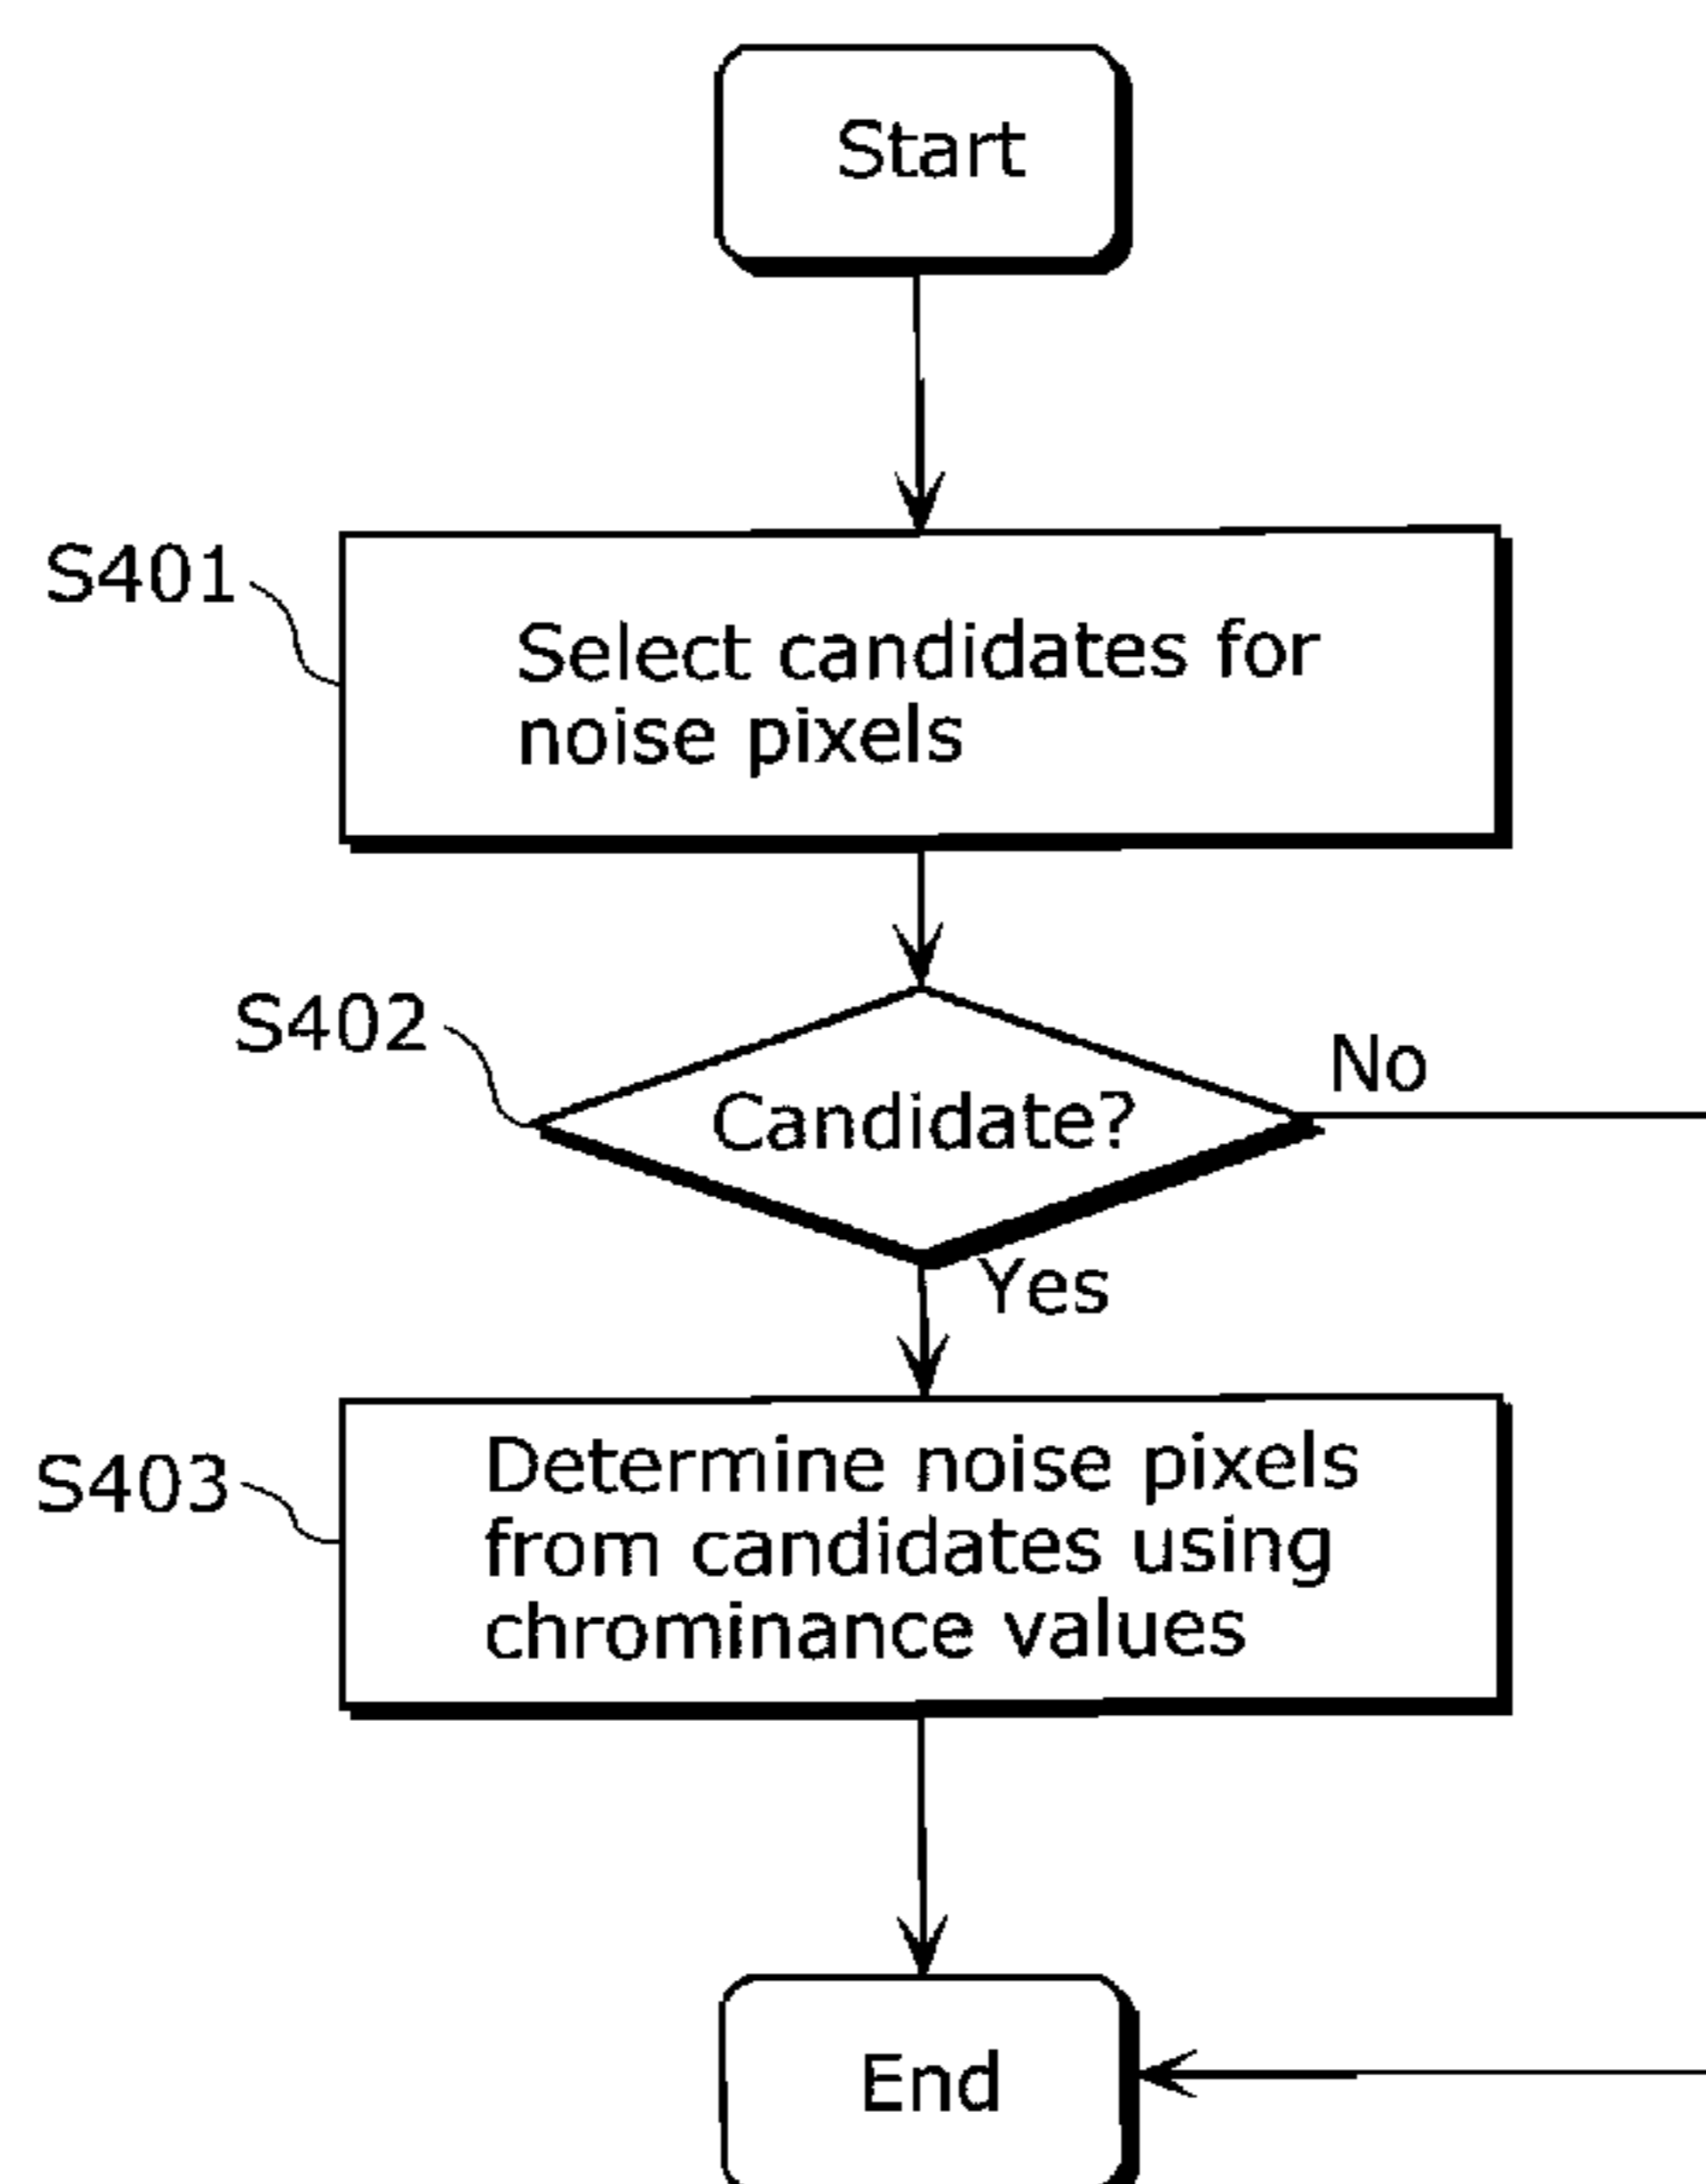 Start
S401
Select candidates for
noise pixels
S402
Candidate?
No
Yes
S403
Determine noise pixels
from candidates using
chrominance values
End